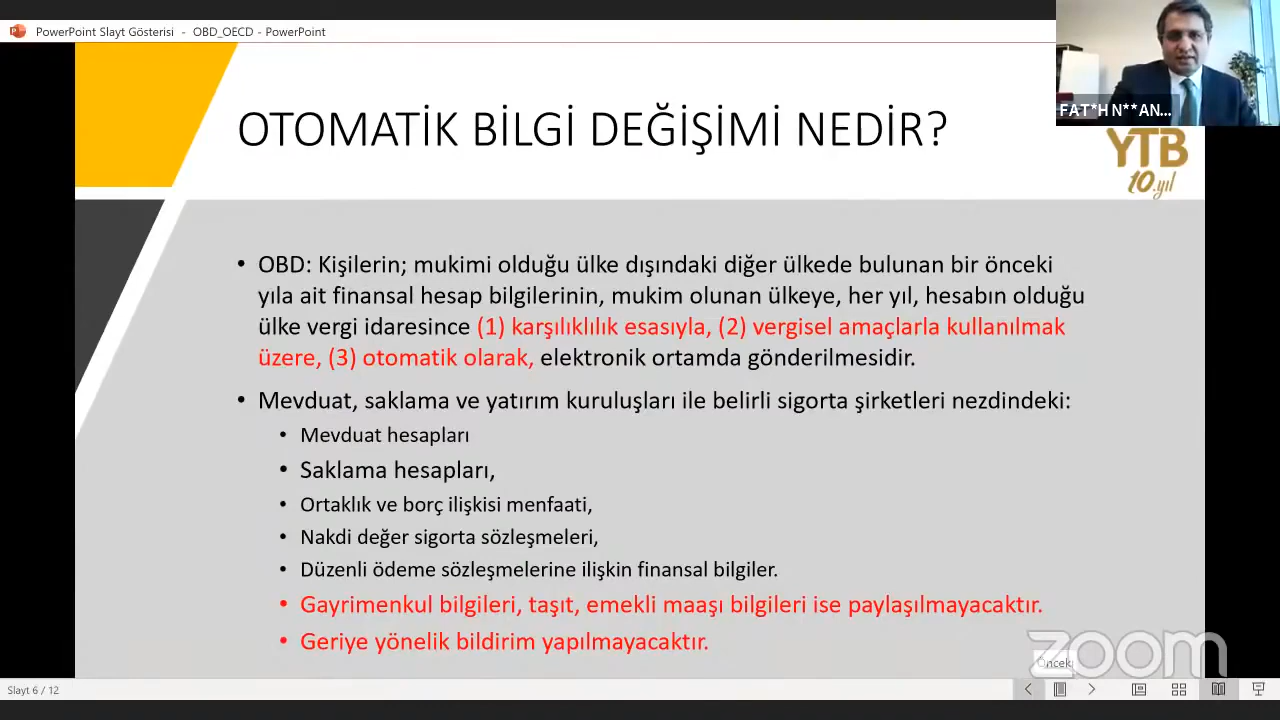 PowerPoint Slayt Gösterisi - OBD_OECD - PowerPoint
FAT*H N**AN...
OTOMATİK BİLGİ DEĞİŞİMİ NEDİR?
YTB
10.yıl
• OBD: Kişilerin; mukimi olduğu ülke dışındaki diğer ülkede bulunan bir önceki
yıla ait finansal hesap bilgilerinin, mukim olunan ülkeye, her yıl, hesabın olduğu
ülke vergi idaresince (1) karşılıklılık esasıyla, (2) vergisel amaçlarla kullanılmak
üzere, (3) otomatik olarak, elektronik ortamda gönderilmesidir.
• Mevduat, saklama ve yatırım kuruluşları ile belirli sigorta şirketleri nezdindeki:
• Mevduat hesapları
• Saklama hesapları,
• Ortaklık ve borç ilişkisi menfaati,
• Nakdi değer sigorta sözleşmeleri,
• Düzenli ödeme sözleşmelerine ilişkin finansal bilgiler.
• Gayrimenkul bilgileri, taşıt, emekli maaşı bilgileri ise paylaşılmayacaktır.
• Geriye yönelik bildirim yapılmayacaktır.
zoom
Önceki
Slayt 6 / 12